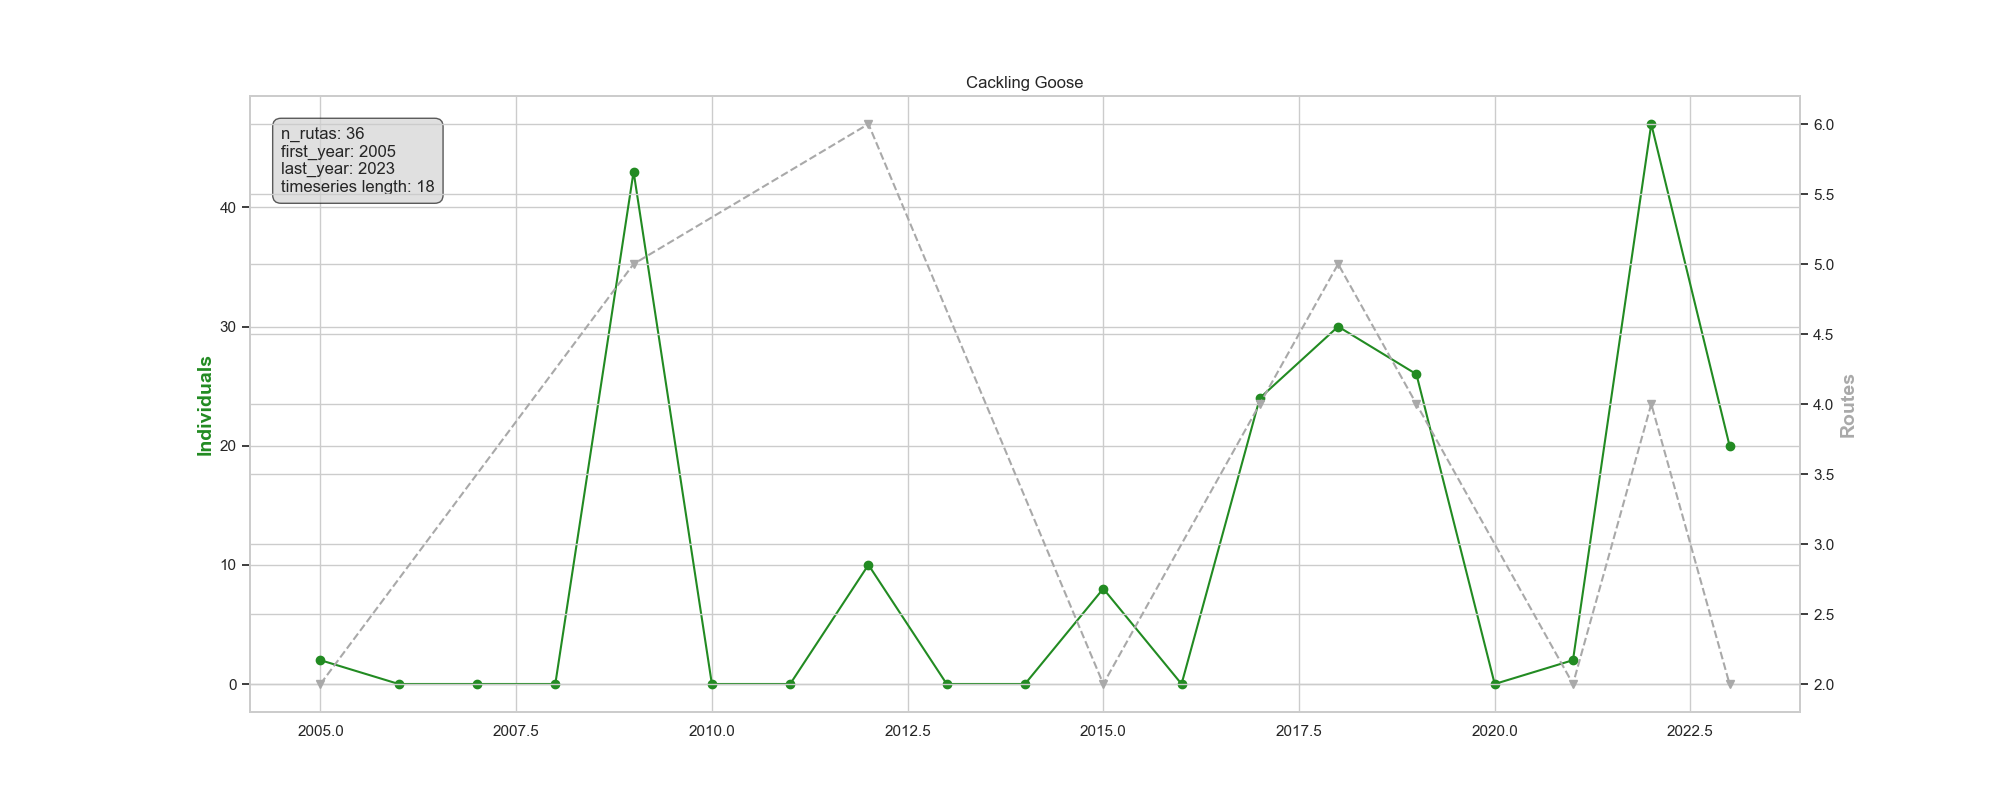 Cackling Goose
n_rutas: 36
first_year: 2005
last_year: 2023
timeseries length: 18
Individuals
40
30
20
10
0
6.0
5.5
5.0
4.5
4.0
3.5
3.0
2.5
2.0
Routes
2005.0 2007.5 2010.0 2012.5 2015.0 2017.5 2020.0 2022.5